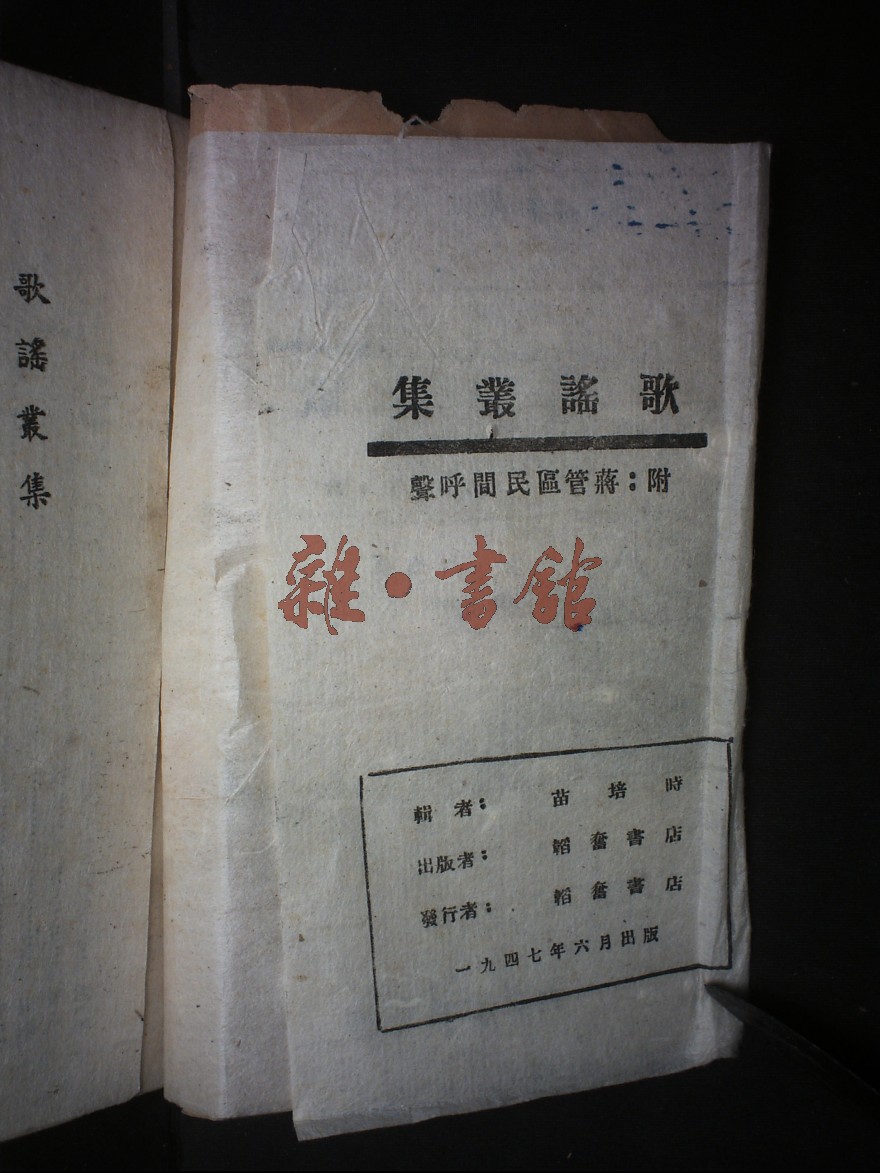 歌謠叢集
歌謠叢集
附：蔣管區民間呼聲
雜·書館
輯者： 苗培時
出版者： 韜奮書店
發行者： 韜奮書店
一九四七年六月出版